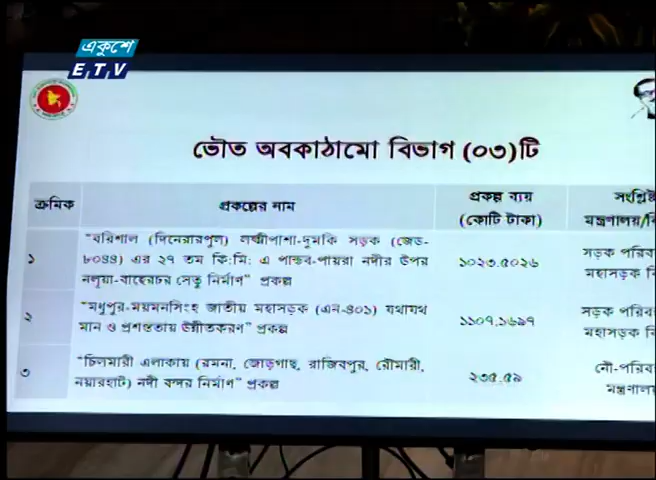 একুশে
ETV
ভৌত অবকাঠামো বিভাগ (০৩)টি
ক্রমিক
প্রকল্পের নাম
প্রকল্প ব্যয়
(কোটি টাকা)
সংশ্লিষ্ট
মন্ত্রণালয়/বি
১
"বরিশাল (দিনেরারপুল) লক্ষ্মীপাশা-দুমকি সড়ক (জেড-
৮০৪৪) এর ২৭ তম কি:মি: এ পান্ডব-পায়রা নদীর উপর
নলুয়া-বাহেরচর সেতু নির্মাণ" প্রকল্প
১০২৩.৫০২৬
সড়ক পরিব
মহাসড়ক বি
২
"মধুপুর-ময়মনসিংহ জাতীয় মহাসড়ক (এন-৪০১) যথাযথ
মান ও প্রশস্ততায় উন্নীতকরণ" প্রকল্প
১১০৭.১৬৯৭
সড়ক পরিব
মহাসড়ক বি
৩
"চিলমারী এলাকায় (রমনা, জোড়গাছ, রাজিবপুর, রৌমারী,
নয়ারহাট) নদী বন্দর নির্মাণ" প্রকল্প
২৩৫.৫৯
নৌ-পরিব
মন্ত্রণাল